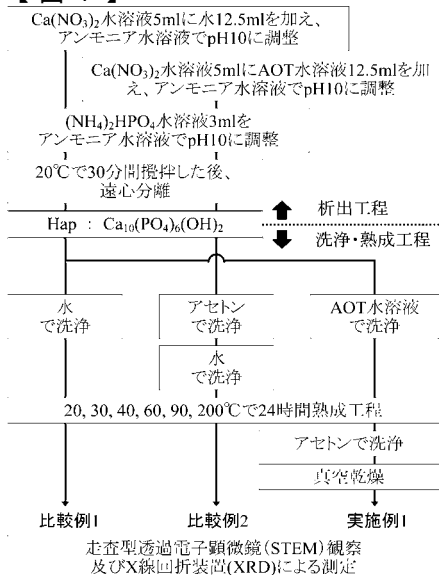 Ca(NO₃)₂水溶液5mlに水12.5mlを加え、
アンモニア水溶液でpH10に調整
Ca(NO₃)₂水溶液5mlにAOT水溶液12.5mlを加
え、アンモニア水溶液でpH10に調整
(NH₄)₂HPO₄水溶液3mlを
アンモニア水溶液でpH10に調整
20℃で30分間攪拌した後、
遠心分離
析出工程
Hap : Ca₁₀(PO₄)₆(OH)₂
洗浄・熟成工程
水
で洗浄
アセトン
で洗浄
AOT水溶液
で洗浄
水
で洗浄
20, 30, 40, 60, 90, 200℃で24時間熟成工程
アセトンで洗浄
真空乾燥
比較例1
比較例2
実施例1
走査型透過電子顕微鏡(STEM)観察
及びX線回折装置(XRD)による測定